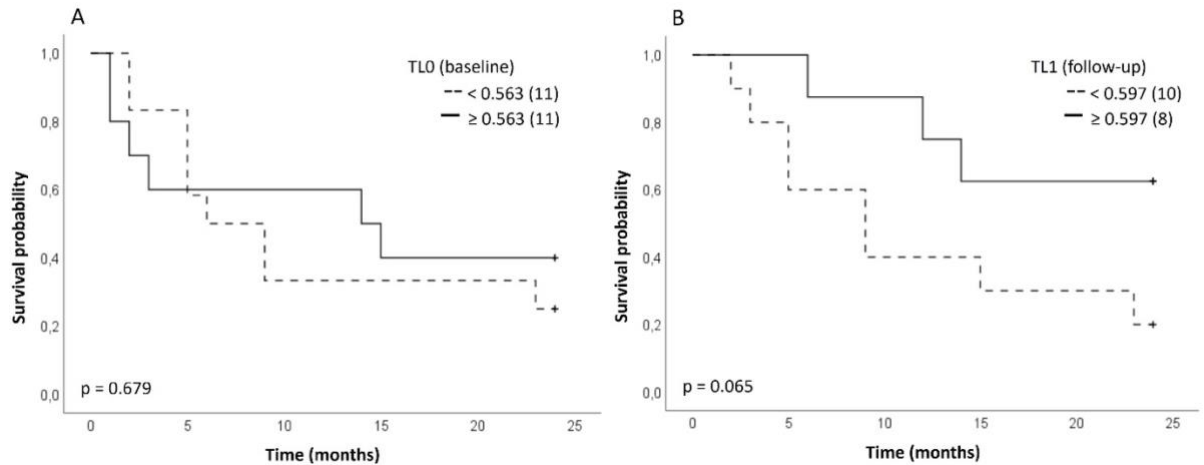 A
TL0 (baseline)
< 0.563 (11)
≥ 0.563 (11)
Survival probability
1,0
0,8
0,6
0,4
0,2
0,0
p = 0.679
0 5 10 15 20 25
Time (months)
B
TL1 (follow-up)
< 0.597 (10)
≥ 0.597 (8)
Survival probability
1,0
0,8
0,6
0,4
0,2
0,0
p = 0.065
0 5 10 15 20 25
Time (months)